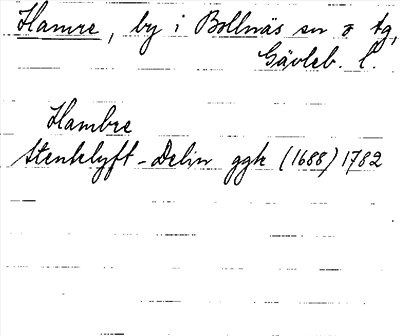 Hamre, by i Bollnäs sn o tg,
Gävleb. l.
Hambre
Stenklyft-Delin ggk (1688) 1782